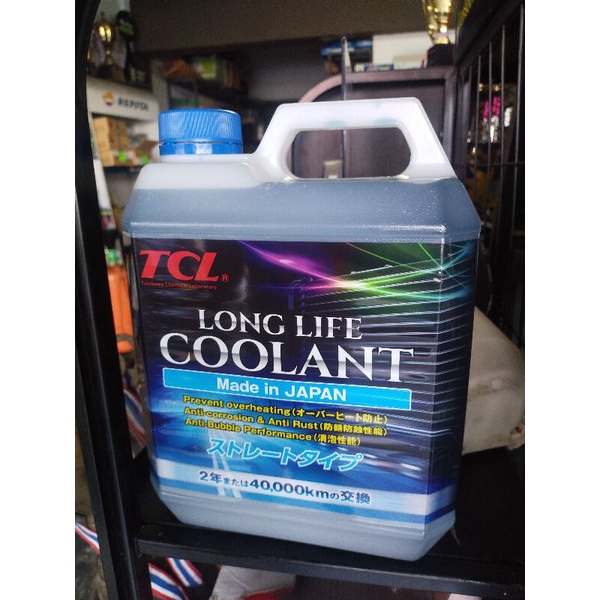 REPSOL
TCL®
Tanikawa Chemical Laboratory
LONG LIFE
COOLANT
Made in JAPAN
Prevent overheating(オーバーヒート防止)
Anti-corrosion & Anti Rust(防錆防蝕性能)
Anti-Bubble Performance(消泡性能)
ストレートタイプ
2年または40,000kmの交換